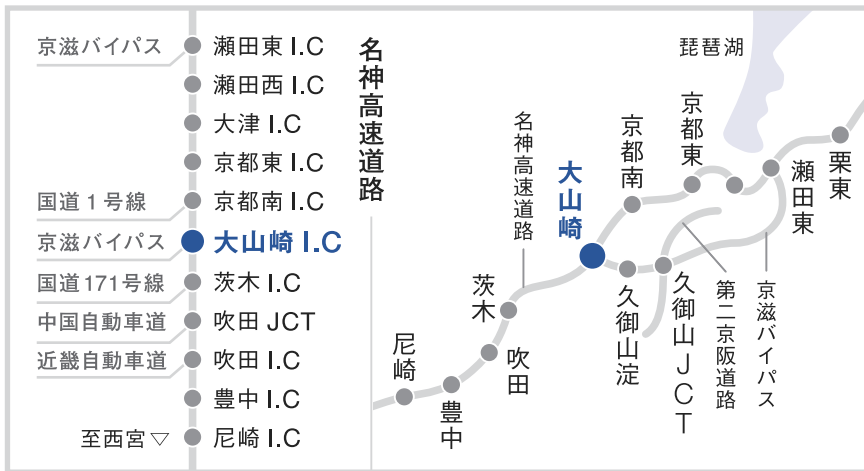 京滋バイパス
瀬田東 I.C
瀬田西 I.C
大津 I.C
京都東 I.C
国道1号線
京都南 I.C
京滋バイパス
大山崎 I.C
国道171号線
茨木 I.C
中国自動車道
吹田 JCT
近畿自動車道
吹田 I.C
豊中 I.C
至西宮▽
尼崎 I.C
名神高速道路
琵琶湖
栗東
瀬田東
京都東
京都南
大山崎
名神高速道路
茨木
吹田
豊中
尼崎
久御山淀
久御山JCT
第二京阪道路
京滋バイパス